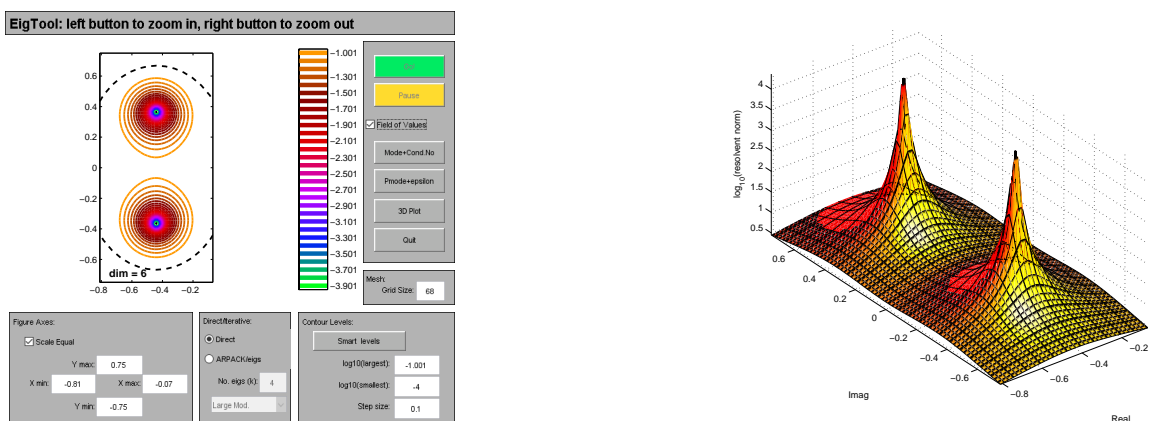 EigTool: left button to zoom in, right button to zoom out
0.6
0.4
0.2
0
−0.2
−0.4
−0.6
dim = 6
−0.8
−0.6
−0.4
−0.2
−1.001
−1.301
−1.501
−1.701
−1.901
−2.101
−2.301
−2.501
−2.701
−2.901
−3.101
−3.301
−3.501
−3.701
−3.901
Pause
Field of Values
Mode+Cond.No
Pmode+epsilon
3D Plot
Quit
Mesh:
Grid Size: 68
Figure Axes:
Scale Equal
Y max: 0.75
X min: -0.81 X max: -0.07
Y min: -0.75
Direct/Iterative:
Direct
ARPACK/eigs
No. eigs (k): 4
Large Mod.
Contour Levels:
Smart levels
log10(largest): -1.001
log10(smallest): -4
Step size: 0.1
log10(resolvent norm)
4
3.5
3
2.5
2
1.5
1
0.5
0.6
0.4
0.2
0
−0.2
−0.4
−0.6
Imag
−0.8
−0.6
−0.4
−0.2
Real